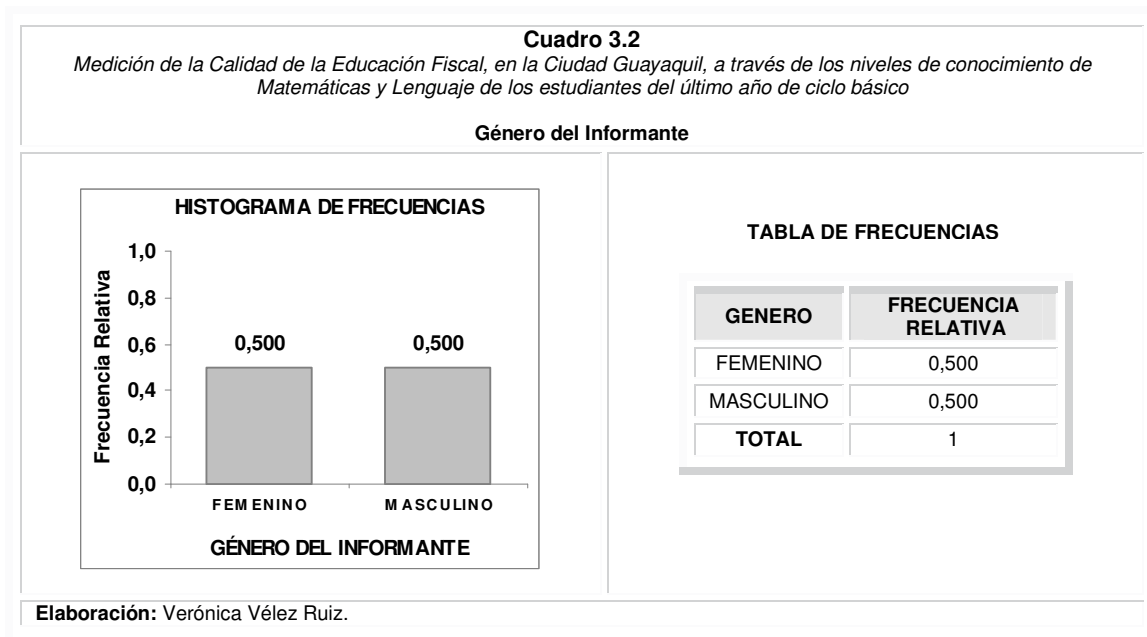 Cuadro 3.2
Medición de la Calidad de la Educación Fiscal, en la Ciudad Guayaquil, a través de los niveles de conocimiento de
Matemáticas y Lenguaje de los estudiantes del último año de ciclo básico
Género del Informante
HISTOGRAMA DE FRECUENCIAS
Frecuencia Relativa
1,0
0,8
0,6
0,4
0,2
0,0
0,500
0,500
FEMENINO
MASCULINO
GÉNERO DEL INFORMANTE
TABLA DE FRECUENCIAS
GENERO
FRECUENCIA
RELATIVA
FEMENINO
0,500
MASCULINO
0,500
TOTAL
1
Elaboración: Verónica Vélez Ruiz.